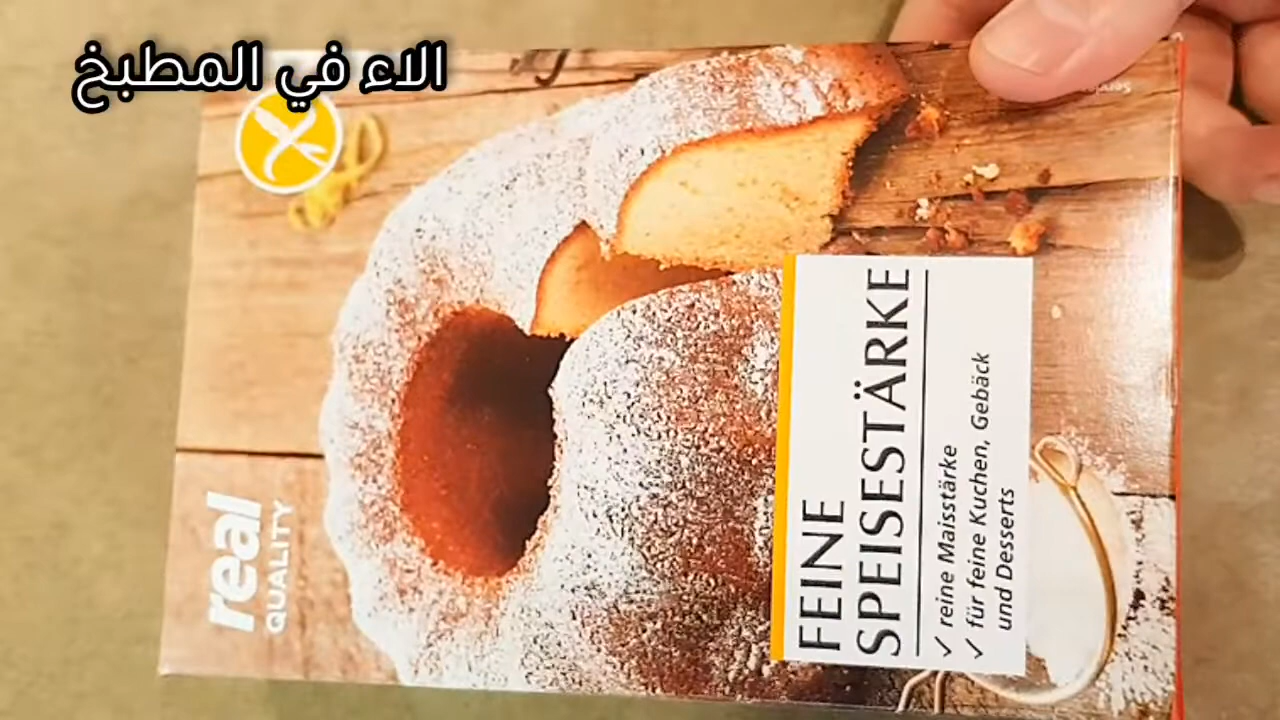 الاء في المطبخ
real
QUALITY
FEINE
SPEISESTÄRKE
✓ reine Maisstärke
✓ für feine Kuchen, Gebäck
und Desserts